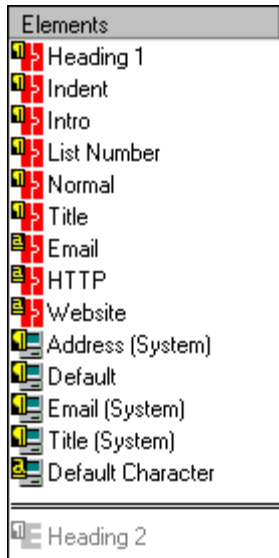 Elements
Heading 1
Indent
Intro
List Number
Normal
Title
Email
HTTP
Website
Address (System)
Default
Email (System)
Title (System)
Default Character
Heading 2